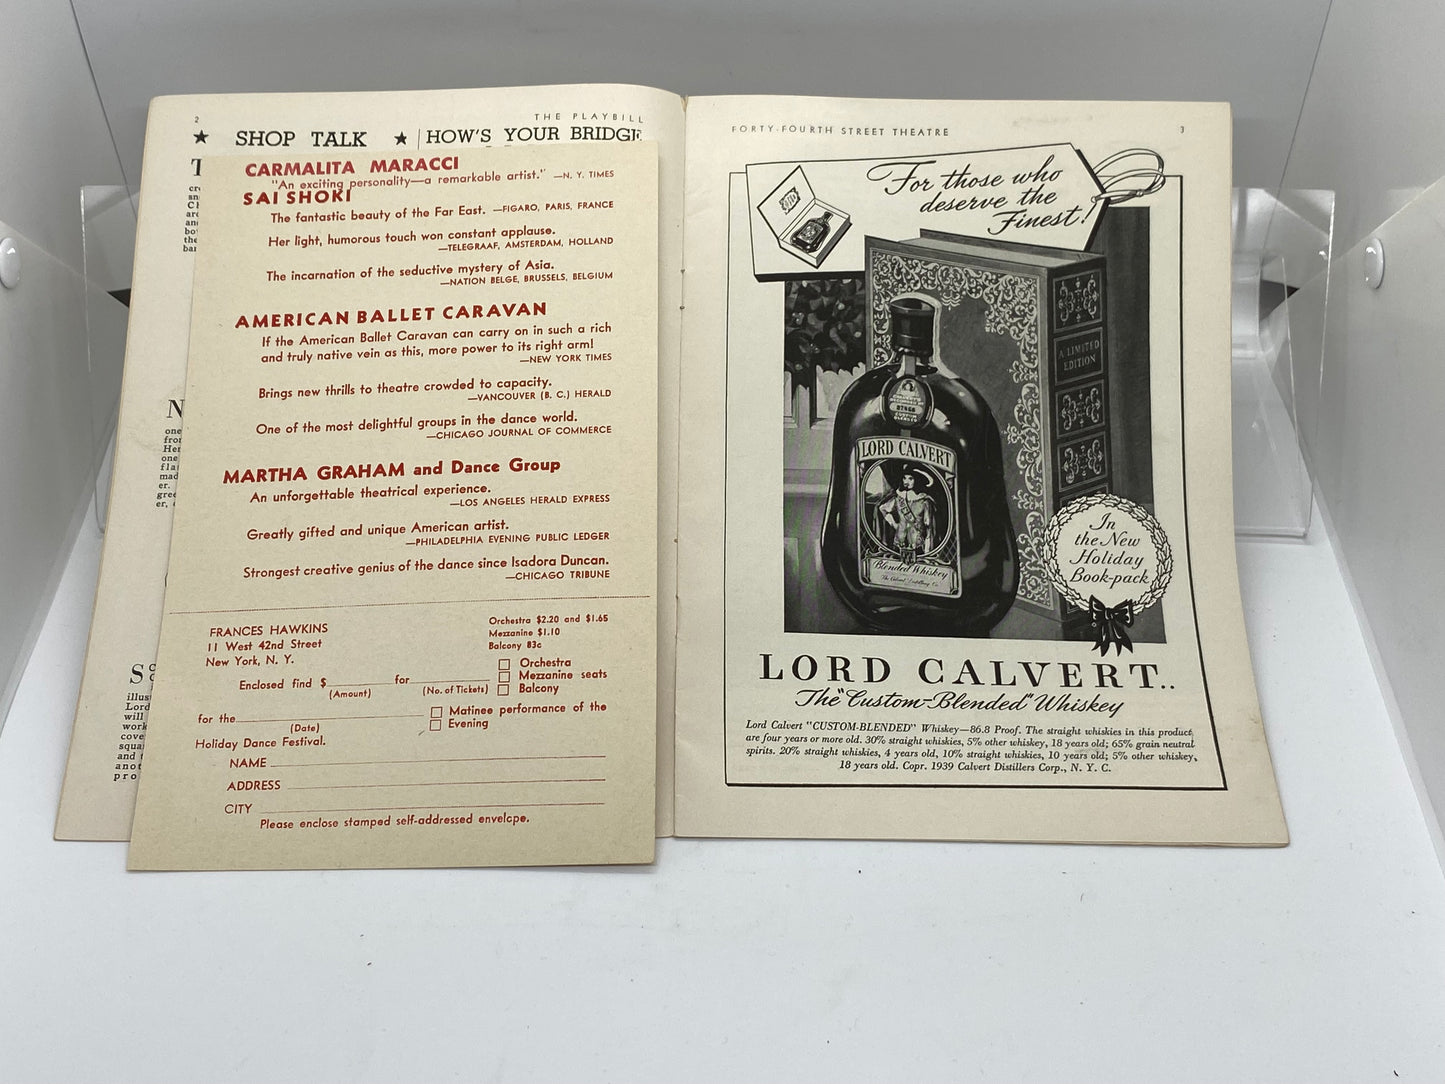 2
THE PLAYBILL
★ SHOP TALK ★
HOW'S YOUR BRIDGE
CARMALITA MARACCI
"An exciting personality—a remarkable artist." —N. Y. TIMES
SAI SHOKI
The fantastic beauty of the Far East. —FIGARO, PARIS, FRANCE
Her light, humorous touch won constant applause.
—TELEGRAAF, AMSTERDAM, HOLLAND
The incarnation of the seductive mystery of Asia.
—NATION BELGE, BRUSSELS, BELGIUM
AMERICAN BALLET CARAVAN
If the American Ballet Caravan can carry on in such a rich
and truly native vein as this, more power to its right arm!
—NEW YORK TIMES
Brings new thrills to theatre crowded to capacity.
—VANCOUVER (B. C.) HERALD
One of the most delightful groups in the dance world.
—CHICAGO JOURNAL OF COMMERCE
MARTHA GRAHAM and Dance Group
An unforgettable theatrical experience.
—LOS ANGELES HERALD EXPRESS
Greatly gifted and unique American artist.
—PHILADELPHIA EVENING PUBLIC LEDGER
Strongest creative genius of the dance since Isadora Duncan.
—CHICAGO TRIBUNE
FRANCES HAWKINS
11 West 42nd Street
New York, N. Y.
Orchestra $2.20 and $1.65
Mezzanine $1.10
Balcony 83c
Enclosed find $ for
(Amount) (No. of Tickets)
Orchestra
Mezzanine seats
Balcony
for the
(Date)
Matinee performance of the
Evening
Holiday Dance Festival.
NAME
ADDRESS
CITY
Please enclose stamped self-addressed envelope.
FORTY-FOURTH STREET THEATRE
3
For those who
deserve the
Finest!
A LIMITED
EDITION
LORD CALVERT
Blended Whiskey
In
the New
Holiday
Book-pack
LORD CALVERT..
The "Custom-Blended" Whiskey
Lord Calvert "CUSTOM-BLENDED" Whiskey—86.8 Proof. The straight whiskies in this product
are four years or more old. 30% straight whiskies, 5% other whiskey, 18 years old; 65% grain neutral
spirits. 20% straight whiskies, 4 years old, 10% straight whiskies, 10 years old; 5% other whiskey,
18 years old. Copr. 1939 Calvert Distillers Corp., N. Y. C.